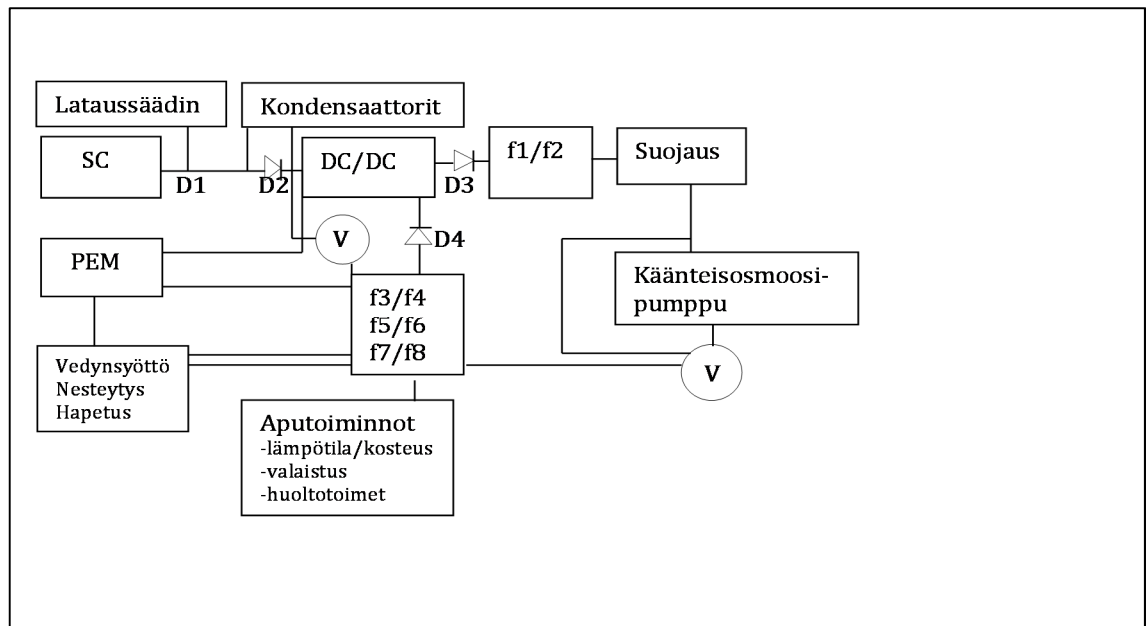 Lataussäädin
Kondensaattorit
SC
D1
D2
DC/DC
D3
f1/f2
Suojaus
V
D4
PEM
f3/f4
f5/f6
f7/f8
Käänteisosmoosi-
pumppu
V
Vedynsyöttö
Nesteytys
Hapetus
Aputoiminnot
-lämpötila/kosteus
-valaistus
-huoltotoimet